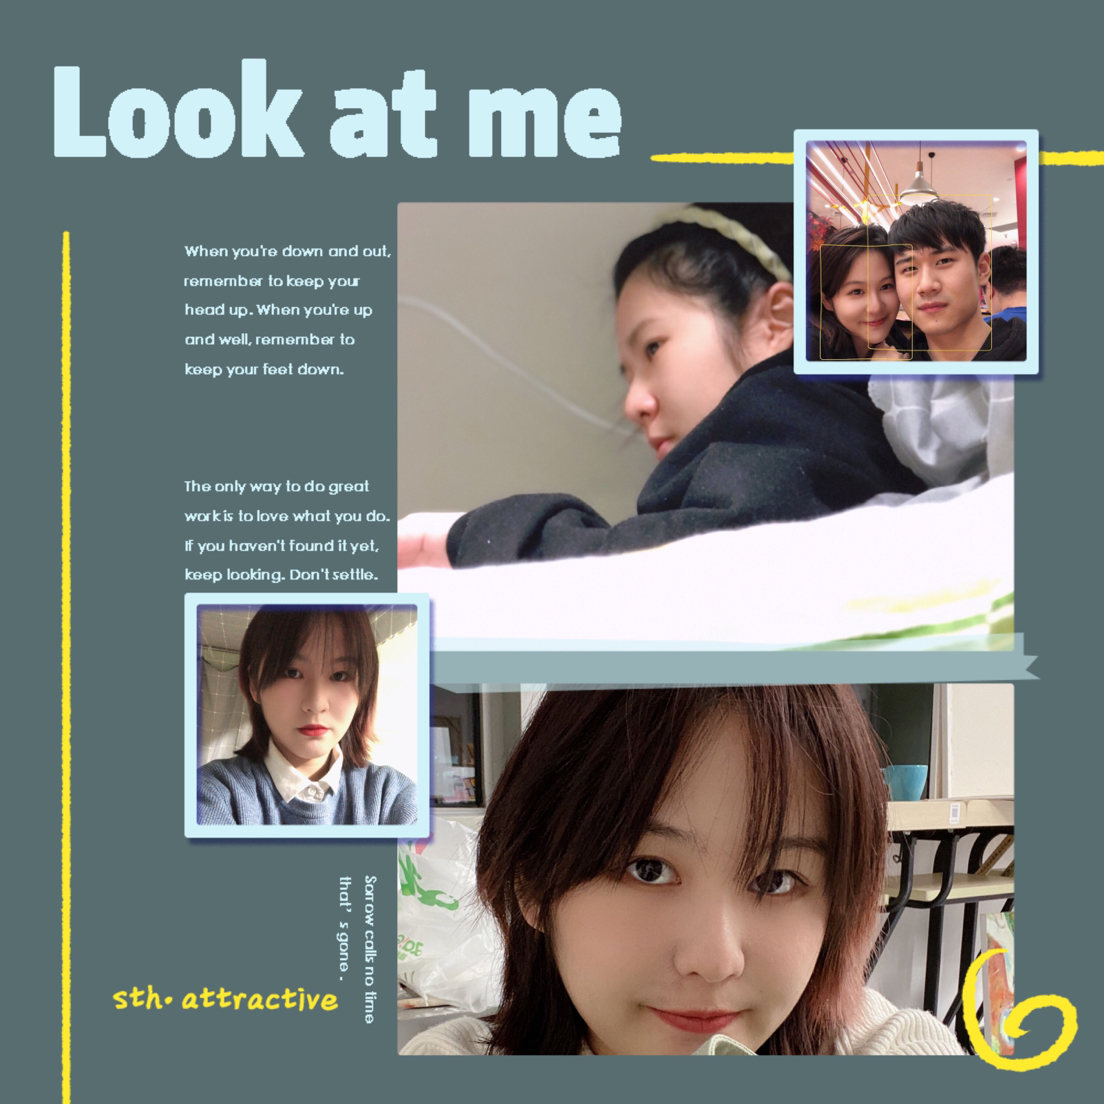 Look at me
When you're down and out,
remember to keep your
head up. When you're up
and well, remember to
keep your feet down.
The only way to do great
work is to love what you do.
If you haven't found it yet,
keep looking. Don't settle.
Sorrow calls no time
that's gone.
sth. attractive